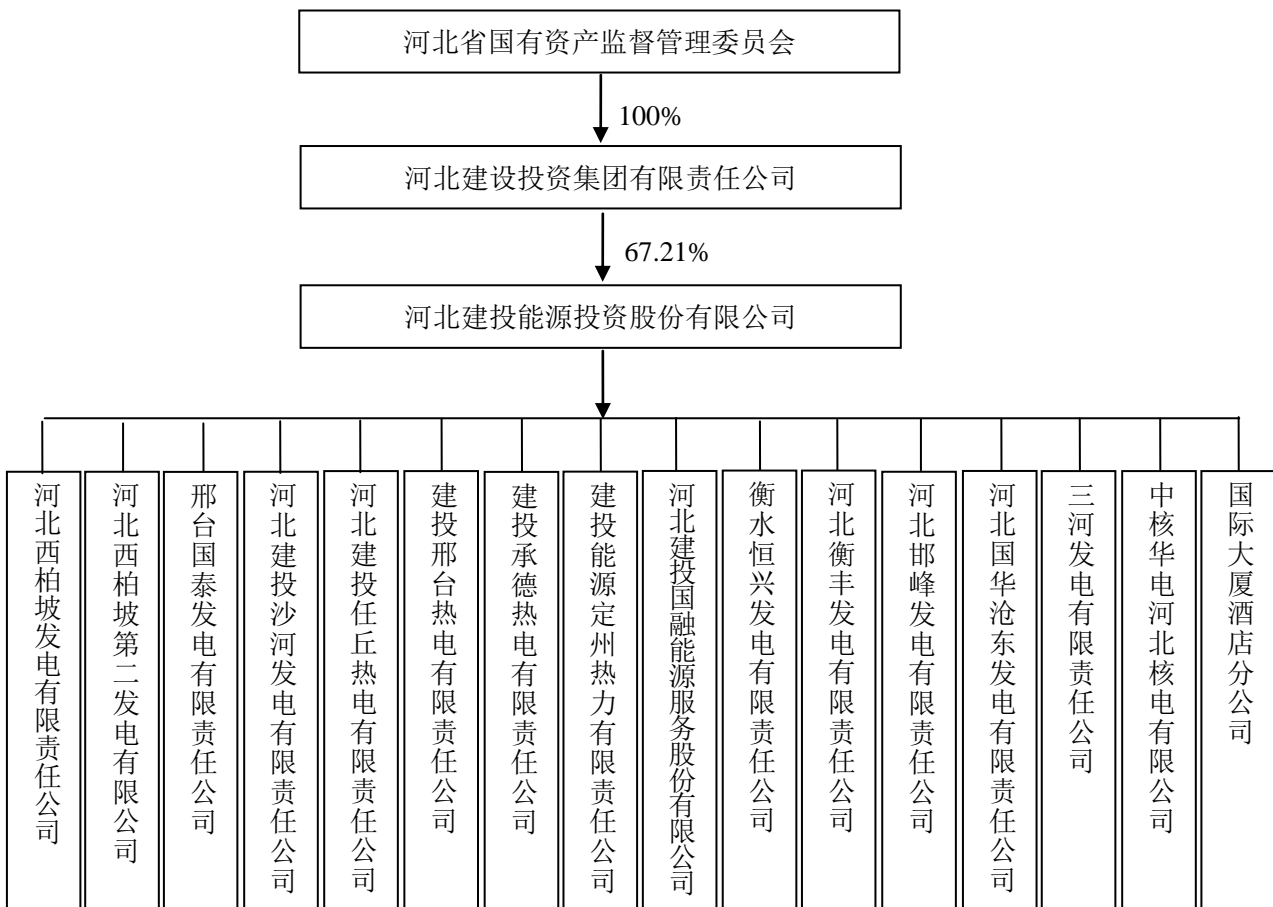 河北省国有资产监督管理委员会
100%
河北建设投资集团有限责任公司
67.21%
河北建投能源投资股份有限公司
河北西柏坡发电有限责任公司
河北西柏坡第二发电有限公司
邢台国泰发电有限责任公司
河北建投沙河发电有限责任公司
河北建投任丘热电有限责任公司
建投邢台热电有限责任公司
建投承德热电有限责任公司
建投能源定州热力有限责任公司
河北建投国融能源服务股份有限公司
衡水恒兴发电有限责任公司
河北衡丰发电有限责任公司
河北邯峰发电有限责任公司
河北国华沧东发电有限责任公司
三河发电有限责任公司
中核华电河北核电有限公司
国际大厦酒店分公司